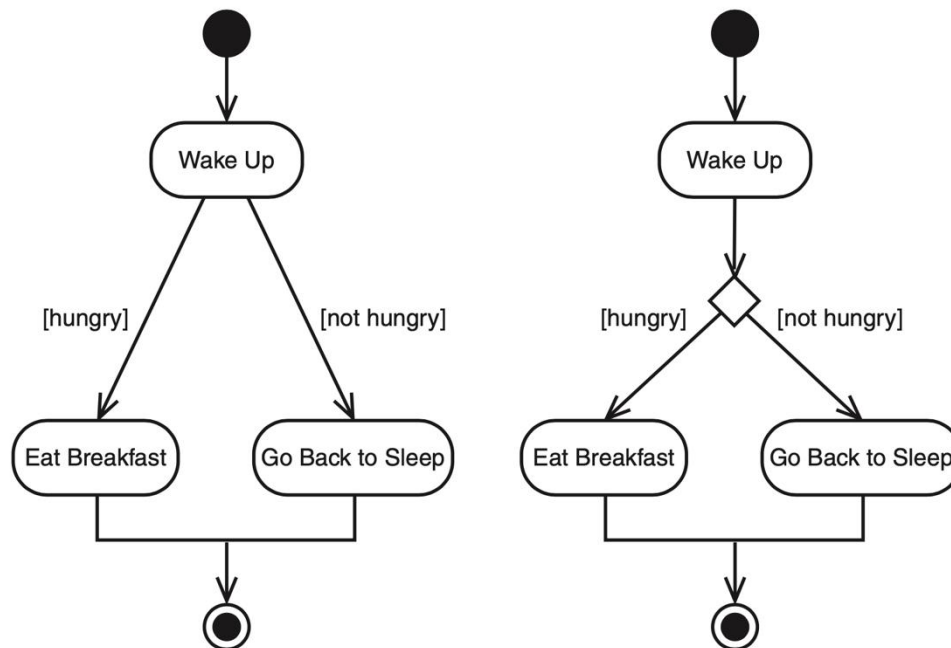 Wake Up
[hungry]
[not hungry]
Eat Breakfast
Go Back to Sleep
Wake Up
[hungry]
[not hungry]
Eat Breakfast
Go Back to Sleep